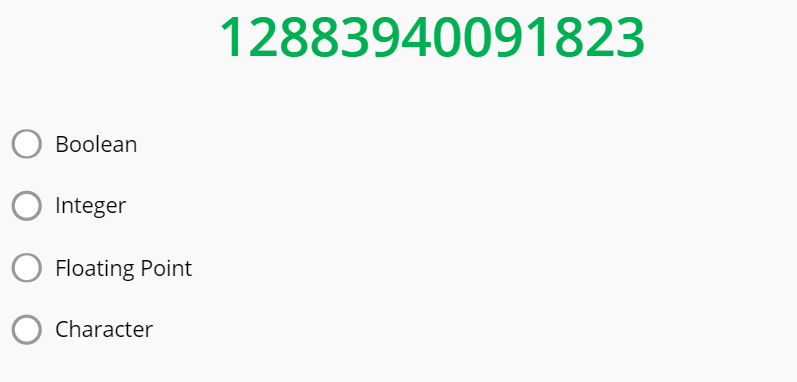 12883940091823
Boolean
Integer
Floating Point
Character